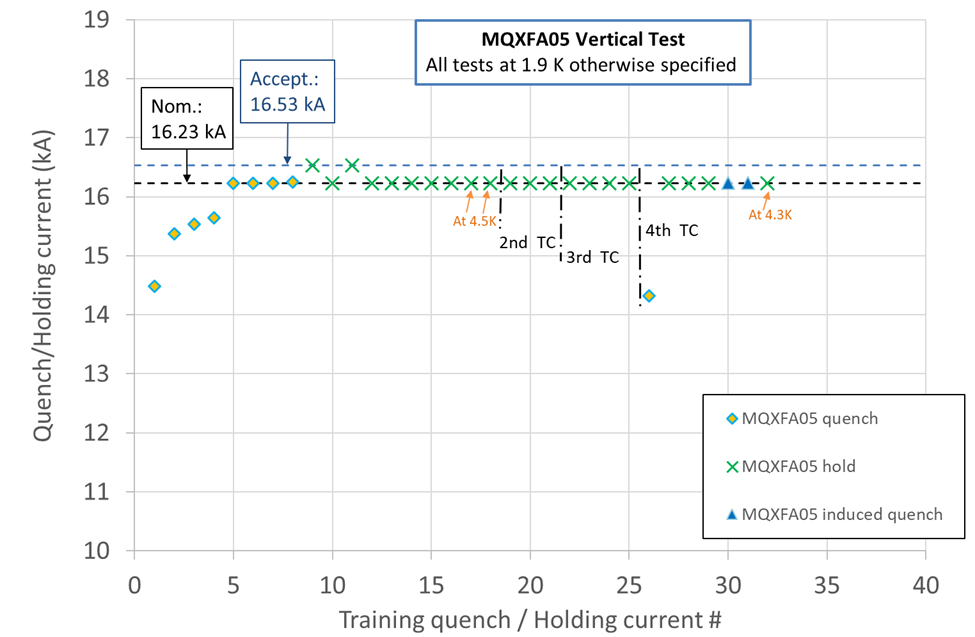 MQXFA05 Vertical Test
All tests at 1.9 K otherwise specified
Accept.:
16.53 kA
Nom.:
16.23 kA
Quench/Holding current (kA)
19
18
17
16
15
14
13
12
11
10
At 4.5K
2nd TC
3rd TC
4th TC
At 4.3K
MQXFA05 quench
MQXFA05 hold
MQXFA05 induced quench
0 5 10 15 20 25 30 35 40
Training quench / Holding current #